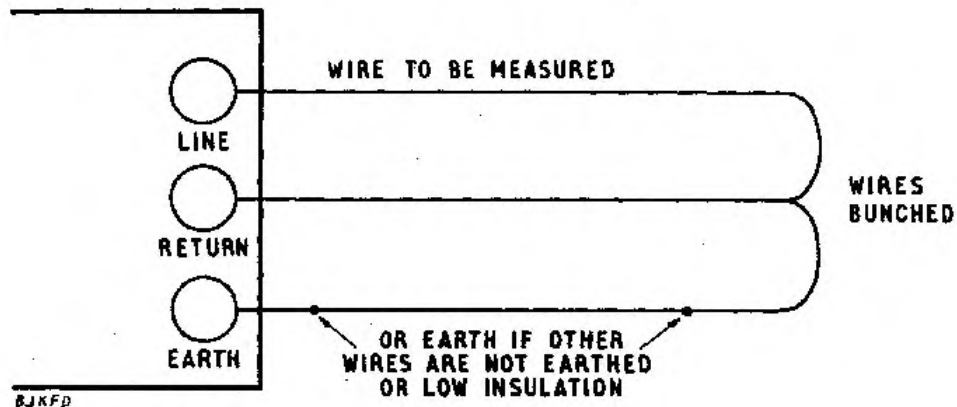 WIRE TO BE MEASURED
LINE
WIRES
BUNCHED
RETURN
EARTH
OR EARTH IF OTHER
WIRES ARE NOT EARTHED
OR LOW INSULATION
BJKFD